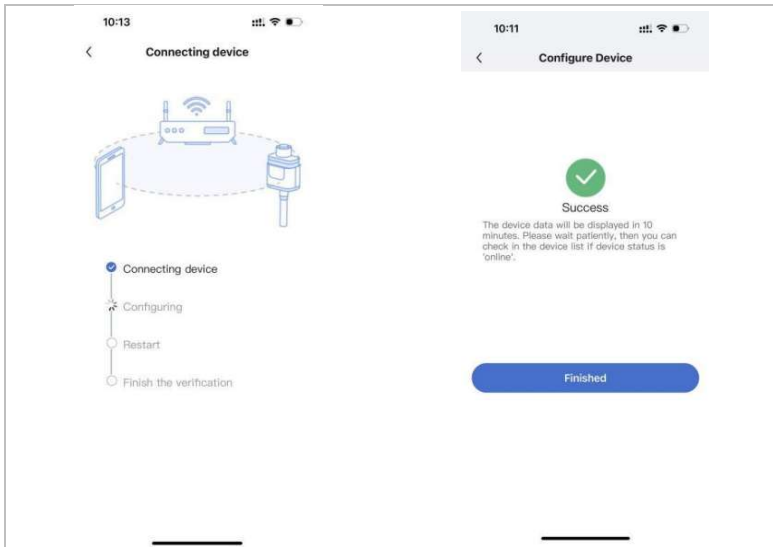 10:13
Connecting device
Connecting device
Configuring
Restart
Finish the verification
10:11
Configure Device
Success
The device data will be displayed in 10
minutes. Please wait patiently, then you can
check in the device list if device status is
'online'.
Finished